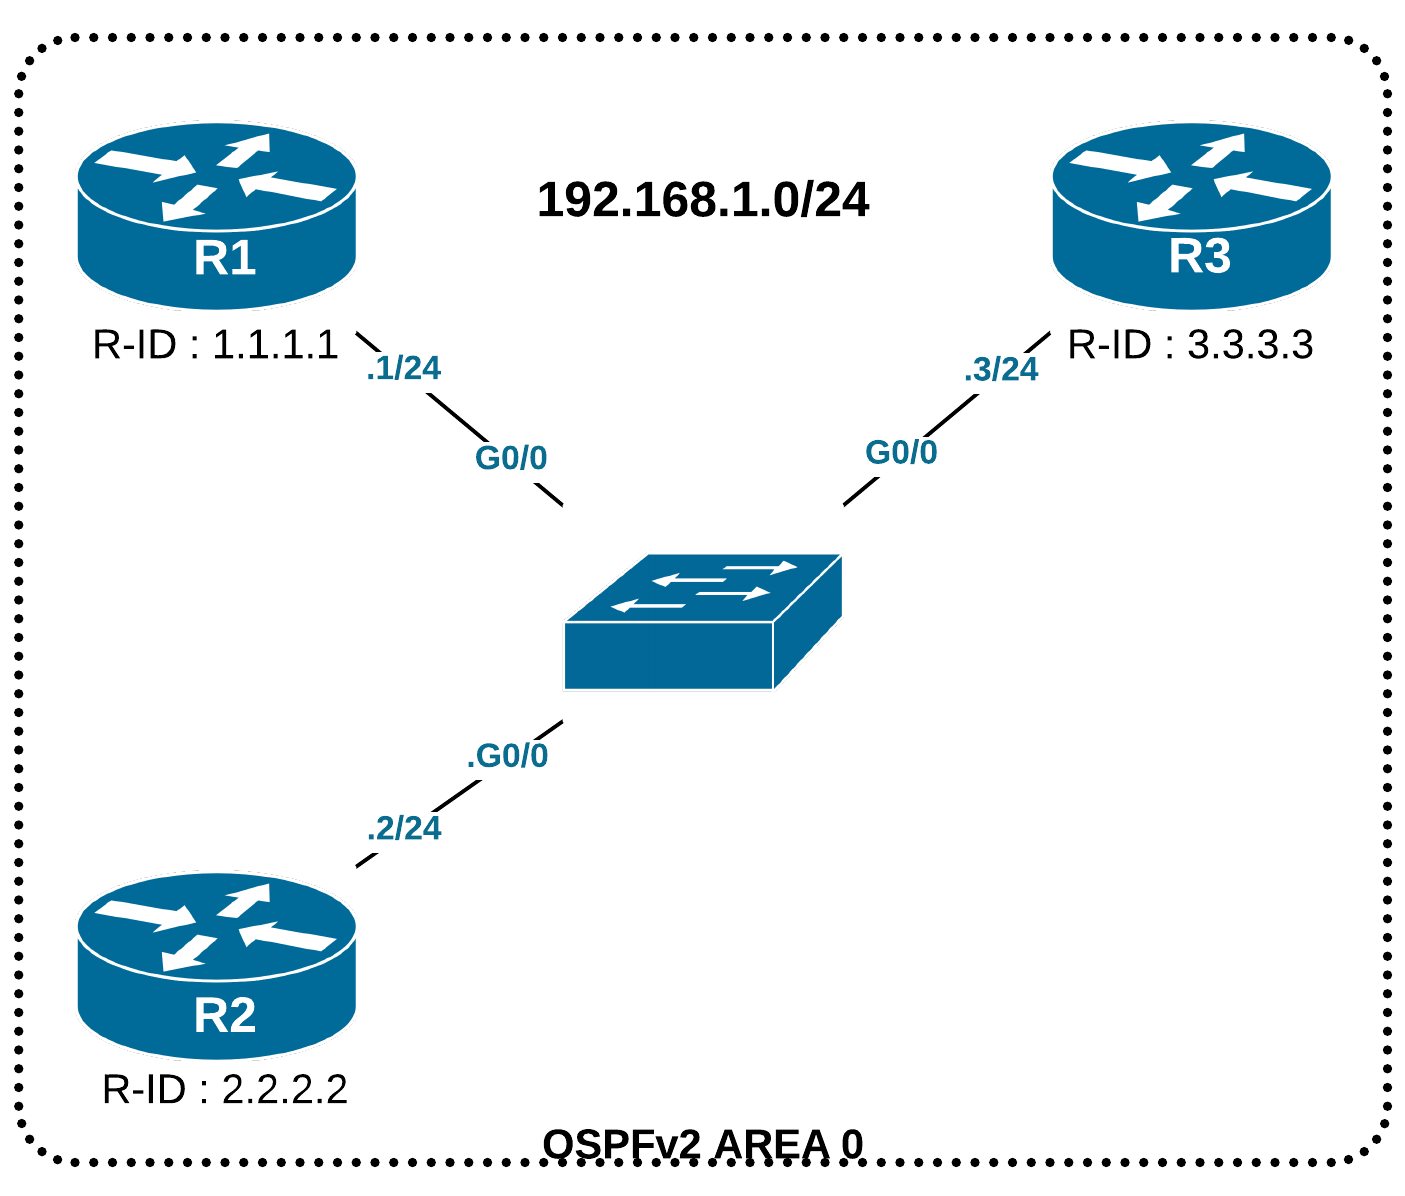 192.168.1.0/24
R1
R-ID : 1.1.1.1
R3
R-ID : 3.3.3.3
.1/24
G0/0
.3/24
G0/0
.G0/0
.2/24
R2
R-ID : 2.2.2.2
OSPFv2 AREA 0